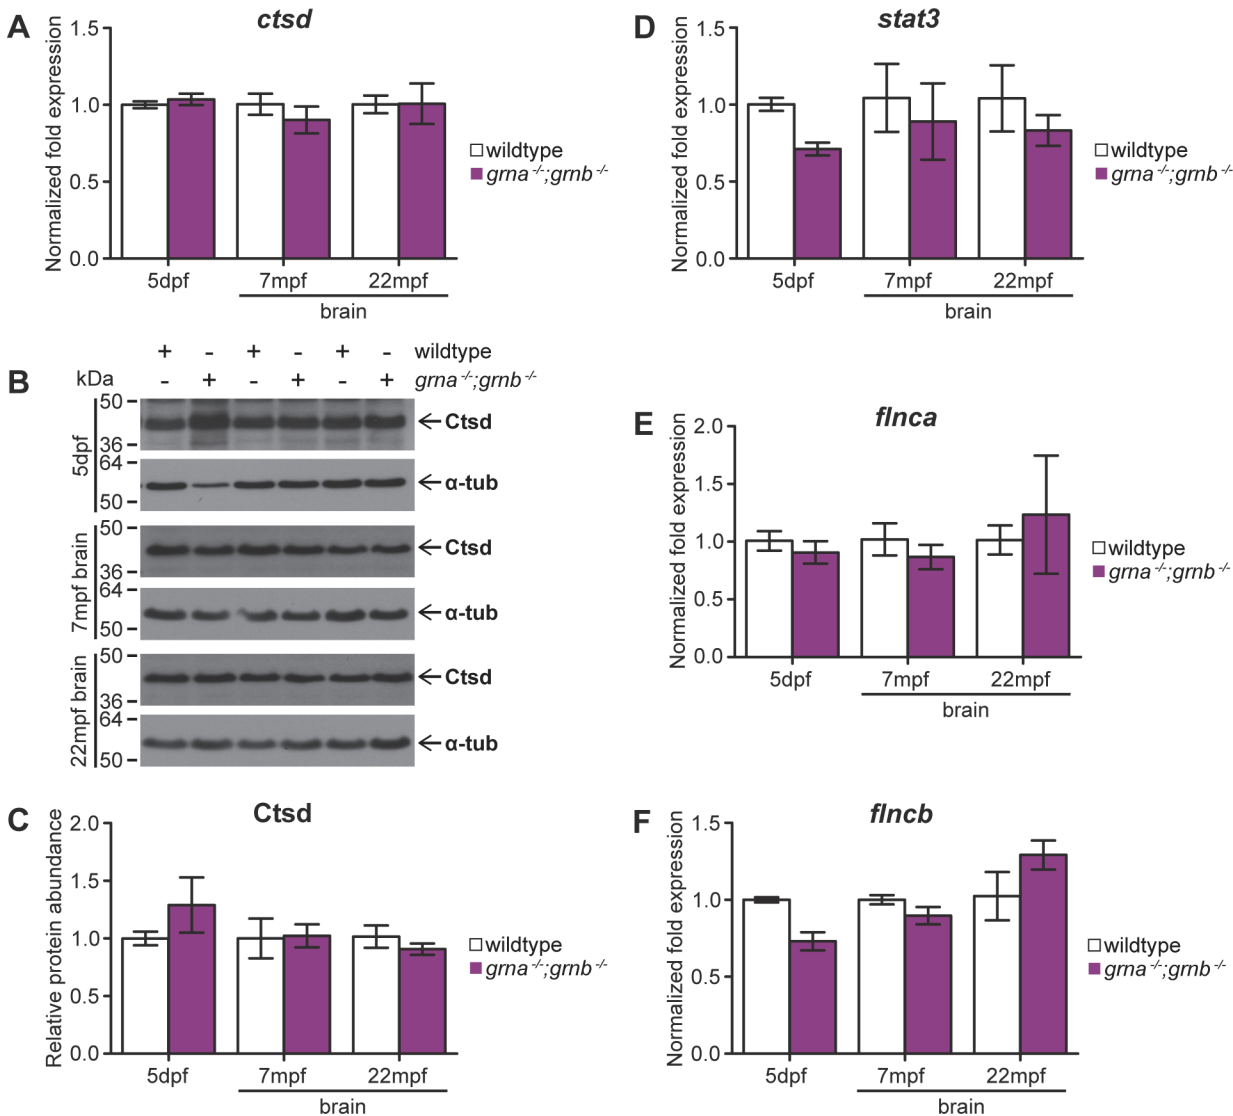 A
ctsd
Normalized fold expression
1.5
1.0
0.5
0.0
5dpf 7mpf 22mpf
brain
wildtype
grna -/-;grnb -/-
B
+ - + - + - wildtype
kDa - + - + - + grna -/-;grnb -/-
5dpf
50
36
Ctsd
64
50
α-tub
7mpf brain
50
36
Ctsd
64
50
α-tub
22mpf brain
50
36
Ctsd
64
50
α-tub
C
Ctsd
Relative protein abundance
2.0
1.5
1.0
0.5
0.0
5dpf 7mpf 22mpf
brain
wildtype
grna -/-;grnb -/-
D
stat3
Normalized fold expression
1.5
1.0
0.5
0.0
5dpf 7mpf 22mpf
brain
wildtype
grna -/-;grnb -/-
E
flnca
Normalized fold expression
2.0
1.5
1.0
0.5
0.0
5dpf 7mpf 22mpf
brain
wildtype
grna -/-;grnb -/-
F
flncb
Normalized fold expression
1.5
1.0
0.5
0.0
5dpf 7mpf 22mpf
brain
wildtype
grna -/-;grnb -/-